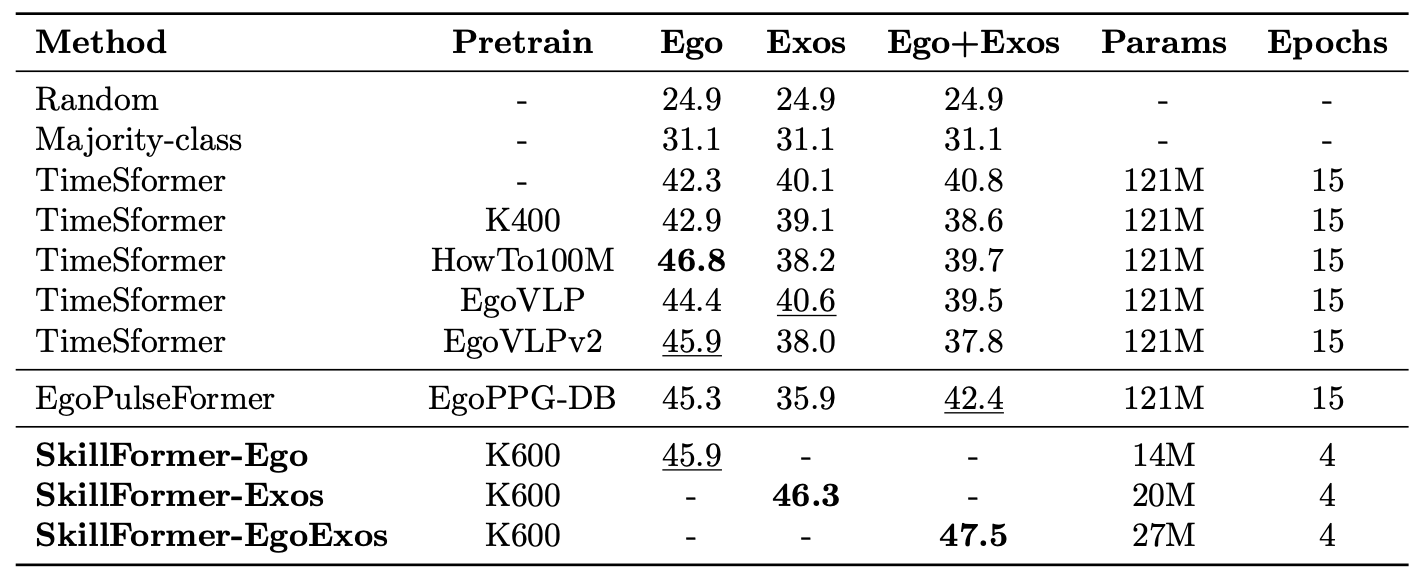 Method Pretrain Ego Exos Ego+Exos Params Epochs
Random - 24.9 24.9 24.9 - -
Majority-class - 31.1 31.1 31.1 - -
TimeSformer - 42.3 40.1 40.8 121M 15
TimeSformer K400 42.9 39.1 38.6 121M 15
TimeSformer HowTo100M 46.8 38.2 39.7 121M 15
TimeSformer EgoVLP 44.4 40.6 39.5 121M 15
TimeSformer EgoVLPv2 45.9 38.0 37.8 121M 15
EgoPulseFormer EgoPPG-DB 45.3 35.9 42.4 121M 15
SkillFormer-Ego K600 45.9 - - 14M 4
SkillFormer-Exos K600 - 46.3 - 20M 4
SkillFormer-EgoExos K600 - - 47.5 27M 4